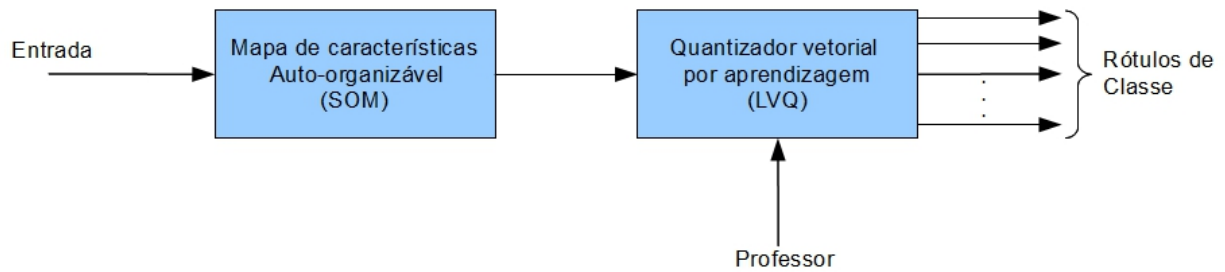 Entrada
Mapa de características
Auto-organizável
(SOM)
Quantizador vetorial
por aprendizagem
(LVQ)
Rótulos de
Classe
Professor